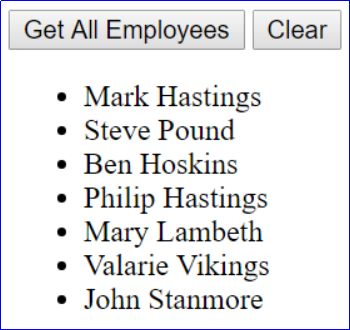 Get All Employees Clear
Mark Hastings
Steve Pound
Ben Hoskins
Philip Hastings
Mary Lambeth
Valarie Vikings
John Stanmore